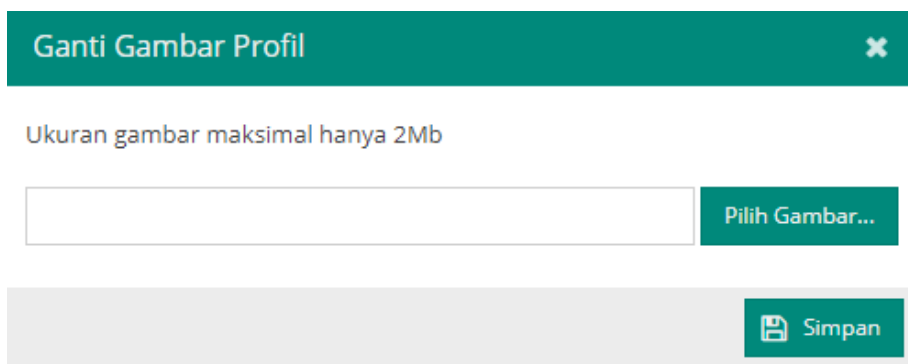 Ganti Gambar Profil
Ukuran gambar maksimal hanya 2Mb
Pilih Gambar...
Simpan